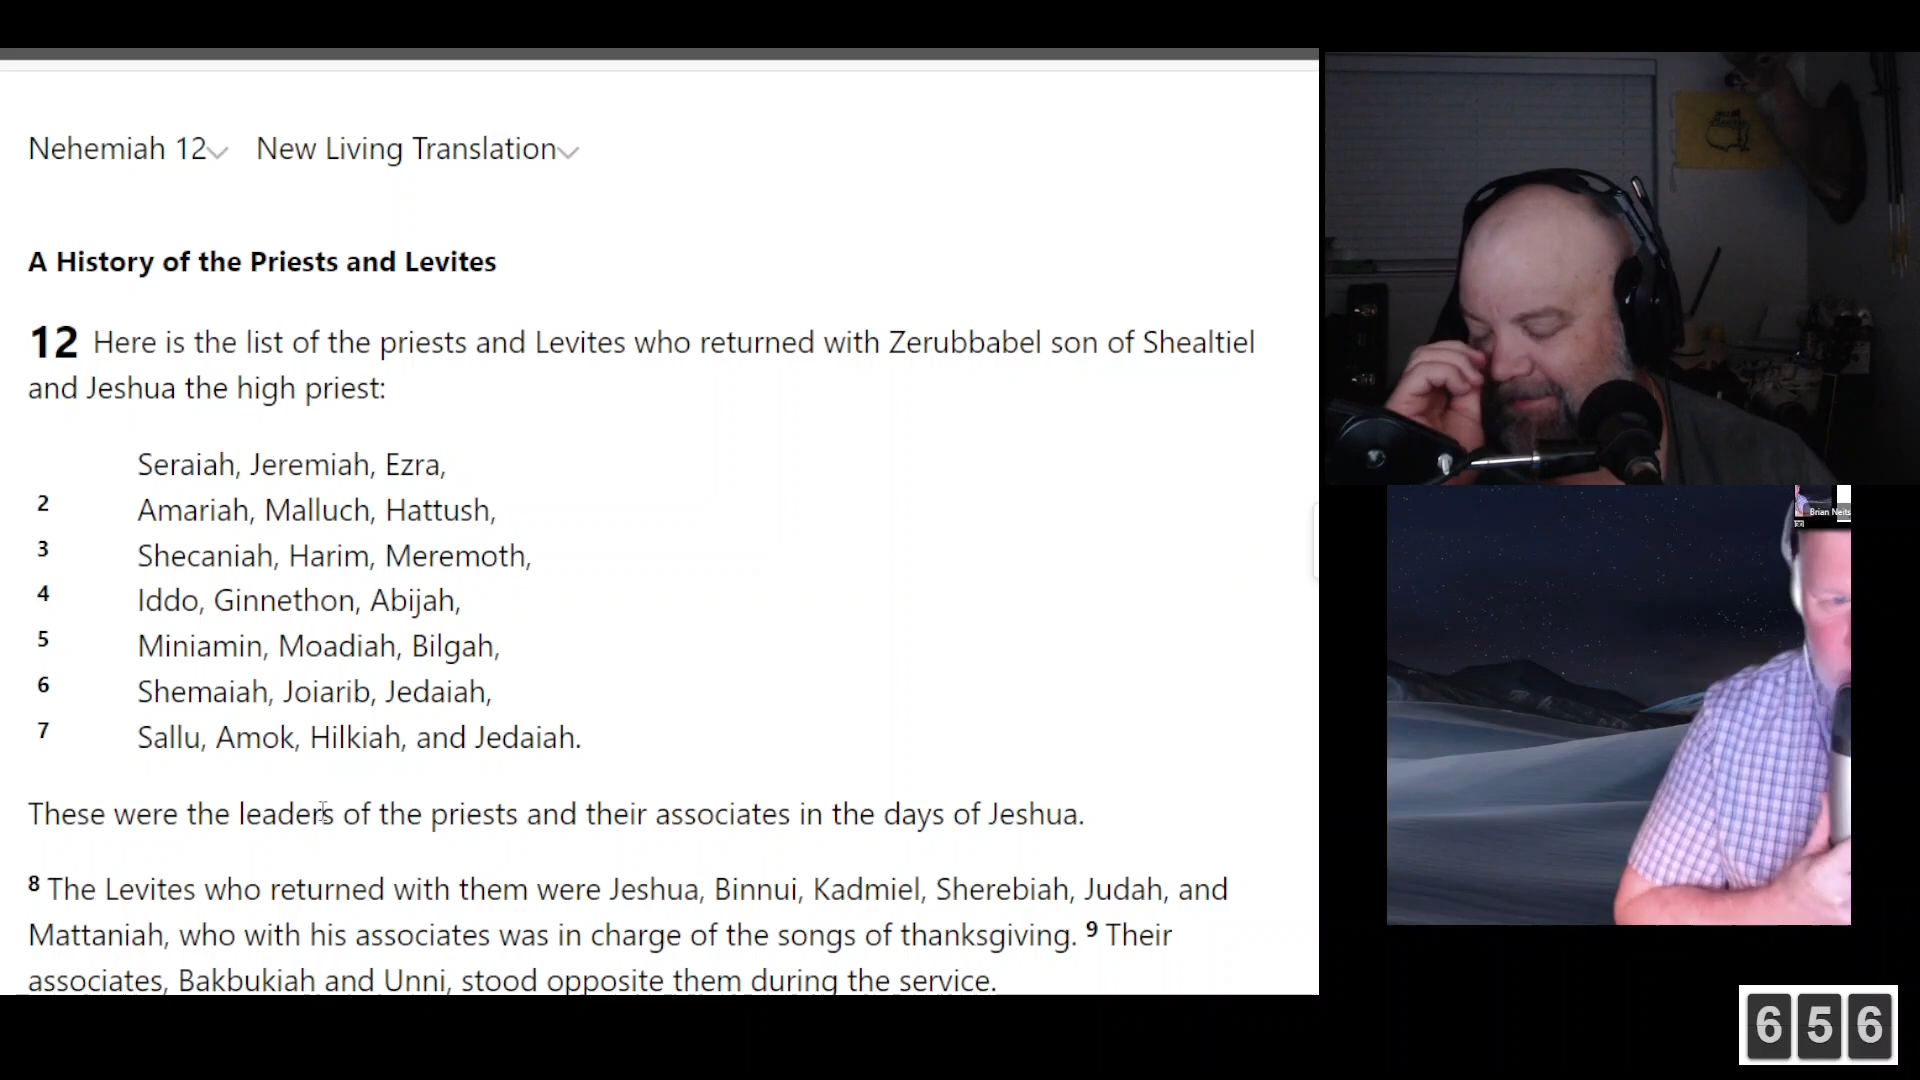 Nehemiah 12 New Living Translation
A History of the Priests and Levites
12 Here is the list of the priests and Levites who returned with Zerubbabel son of Shealtiel
and Jeshua the high priest:
Seraiah, Jeremiah, Ezra,
2 Amariah, Malluch, Hattush,
3 Shecaniah, Harim, Meremoth,
4 Iddo, Ginnethon, Abijah,
5 Miniamin, Moadiah, Bilgah,
6 Shemaiah, Joiarib, Jedaiah,
7 Sallu, Amok, Hilkiah, and Jedaiah.
These were the leaders of the priests and their associates in the days of Jeshua.
8 The Levites who returned with them were Jeshua, Binnui, Kadmiel, Sherebiah, Judah, and
Mattaniah, who with his associates was in charge of the songs of thanksgiving. 9 Their
associates, Bakbukiah and Unni, stood opposite them during the service.
Brian Neits
6 5 6